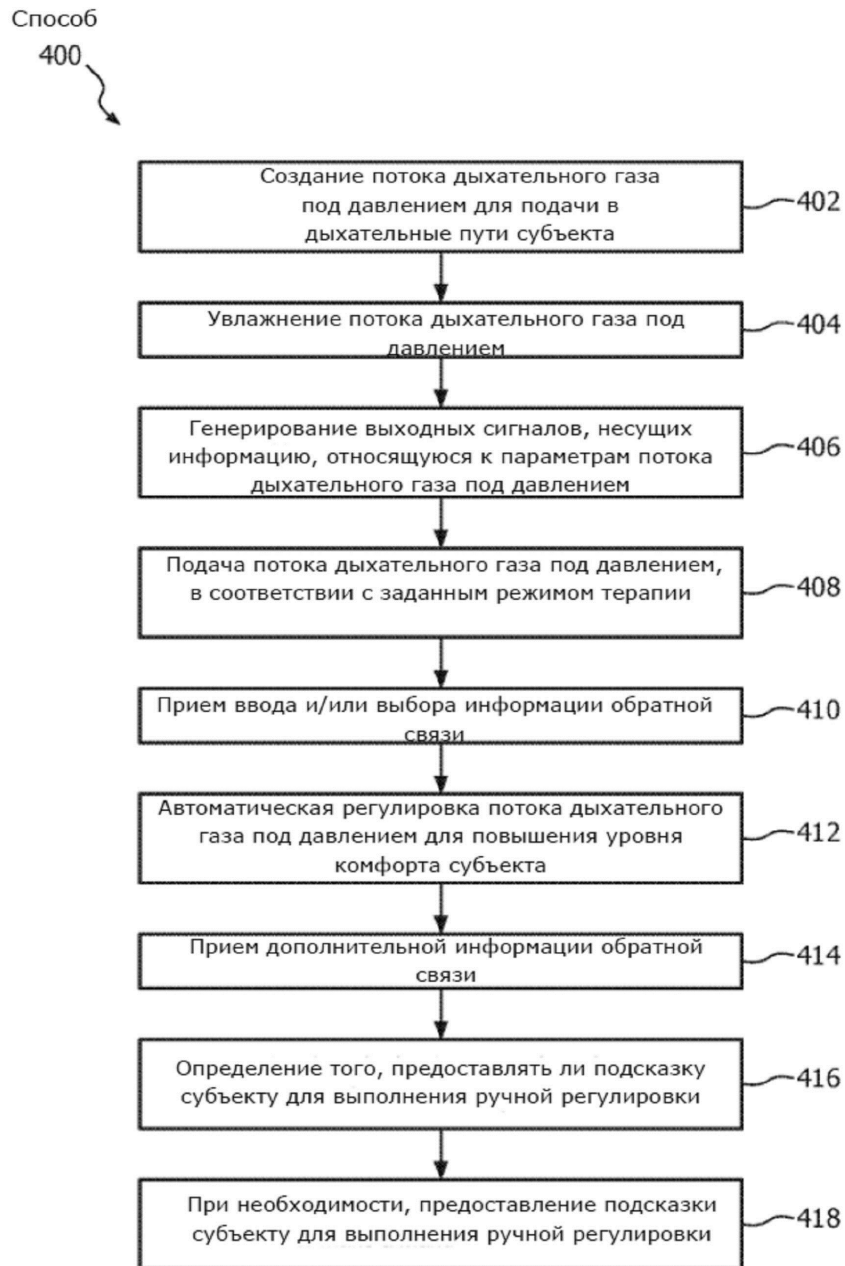 Способ
400
Создание потока дыхательного газа
под давлением для подачи в
дыхательные пути субъекта
402
Увлажнение потока дыхательного газа под
давлением
404
Генерирование выходных сигналов, несущих
информацию, относящуюся к параметрам потока
дыхательного газа под давлением
406
Подача потока дыхательного газа под давлением,
в соответствии с заданным режимом терапии
408
Прием ввода и/или выбора информации обратной
связи
410
Автоматическая регулировка потока дыхательного
газа под давлением для повышения уровня
комфорта субъекта
412
Прием дополнительной информации обратной
связи
414
Определение того, предоставлять ли подсказку
субъекту для выполнения ручной регулировки
416
При необходимости, предоставление подсказки
субъекту для выполнения ручной регулировки
418